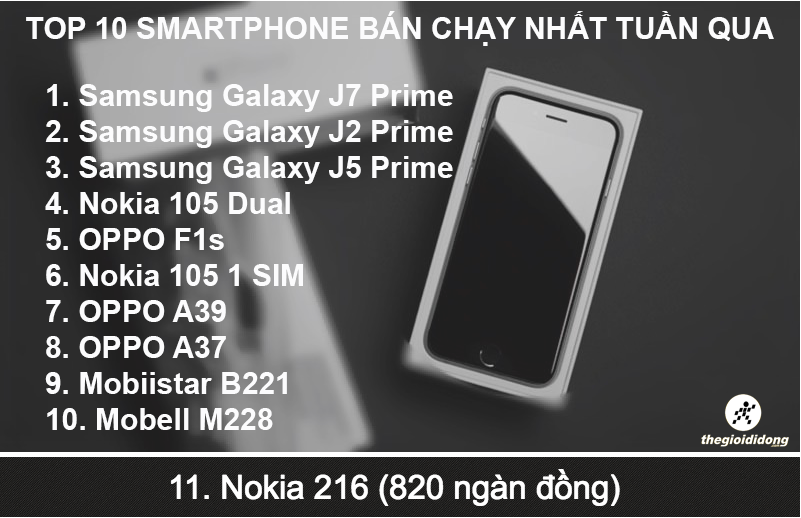 TOP 10 SMARTPHONE BÁN CHẠY NHẤT TUẦN QUA
1. Samsung Galaxy J7 Prime
2. Samsung Galaxy J2 Prime
3. Samsung Galaxy J5 Prime
4. Nokia 105 Dual
5. OPPO F1s
6. Nokia 105 1 SIM
7. OPPO A39
8. OPPO A37
9. Mobiistar B221
10. Mobell M228
thegioididong
11. Nokia 216 (820 ngàn đồng)